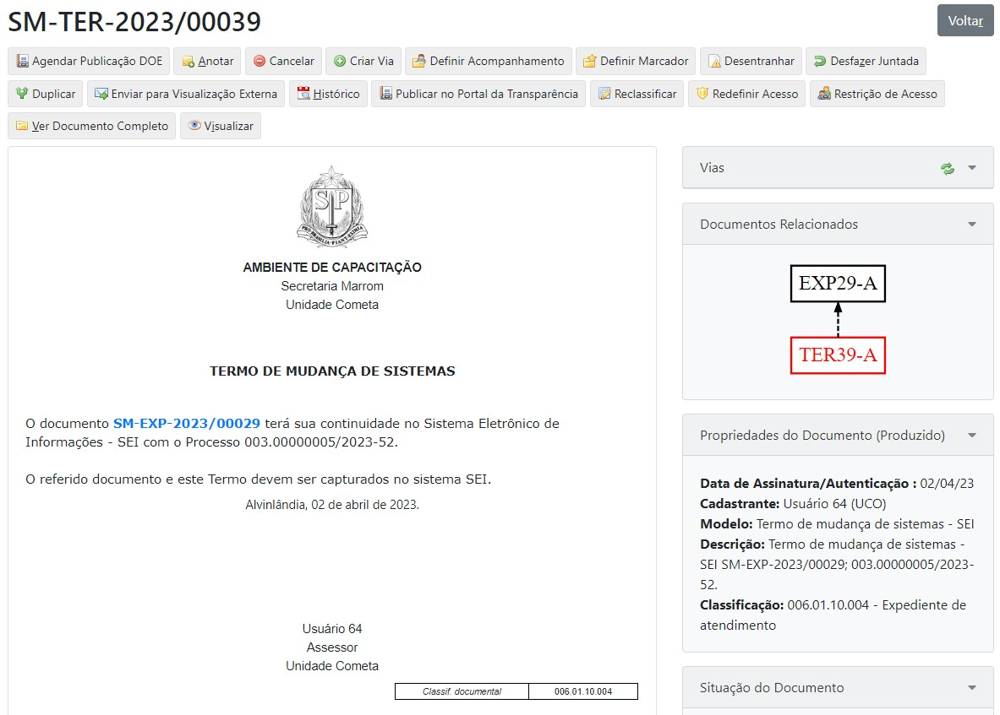 SM-TER-2023/00039
Voltar
Agendar Publicação DOE
Anotar
Cancelar
Criar Via
Definir Acompanhamento
Definir Marcador
Desentranhar
Desfazer Juntada
Duplicar
Enviar para Visualização Externa
Histórico
Publicar no Portal da Transparência
Reclassificar
Redefinir Acesso
Restrição de Acesso
Ver Documento Completo
Visualizar
SP
PRO·BRASILIA·FIANT·EXIMIA
AMBIENTE DE CAPACITAÇÃO
Secretaria Marrom
Unidade Cometa
TERMO DE MUDANÇA DE SISTEMAS
O documento SM-EXP-2023/00029 terá sua continuidade no Sistema Eletrônico de
Informações - SEI com o Processo 003.00000005/2023-52.
O referido documento e este Termo devem ser capturados no sistema SEI.
Alvinlândia, 02 de abril de 2023.
Usuário 64
Assessor
Unidade Cometa
Classif. documental
006.01.10.004
Vias
Documentos Relacionados
EXP29-A
TER39-A
Propriedades do Documento (Produzido)
Data de Assinatura/Autenticação : 02/04/23
Cadastrante: Usuário 64 (UCO)
Modelo: Termo de mudança de sistemas - SEI
Descrição: Termo de mudança de sistemas -
SEI SM-EXP-2023/00029; 003.00000005/2023-
52.
Classificação: 006.01.10.004 - Expediente de
atendimento
Situação do Documento